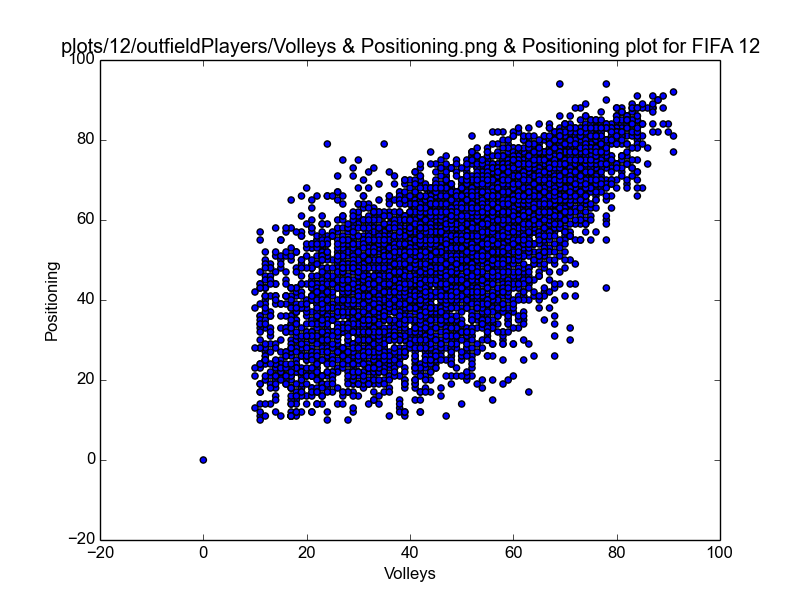 plots/12/outfieldPlayers/Volleys & Positioning.png & Positioning plot for FIFA 12
100
80
60
40
20
0
−20
Positioning
−20 0 20 40 60 80 100
Volleys